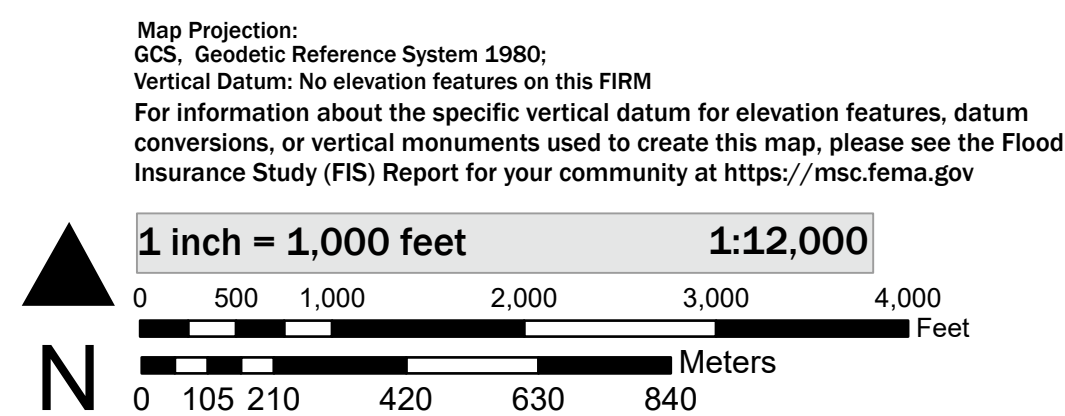 Map Projection:
GCS, Geodetic Reference System 1980;
Vertical Datum: No elevation features on this FIRM
For information about the specific vertical datum for elevation features, datum
conversions, or vertical monuments used to create this map, please see the Flood
Insurance Study (FIS) Report for your community at https://msc.fema.gov
1 inch = 1,000 feet 1:12,000
0 500 1,000 2,000 3,000 4,000
Feet
Meters
N
0 105 210 420 630 840